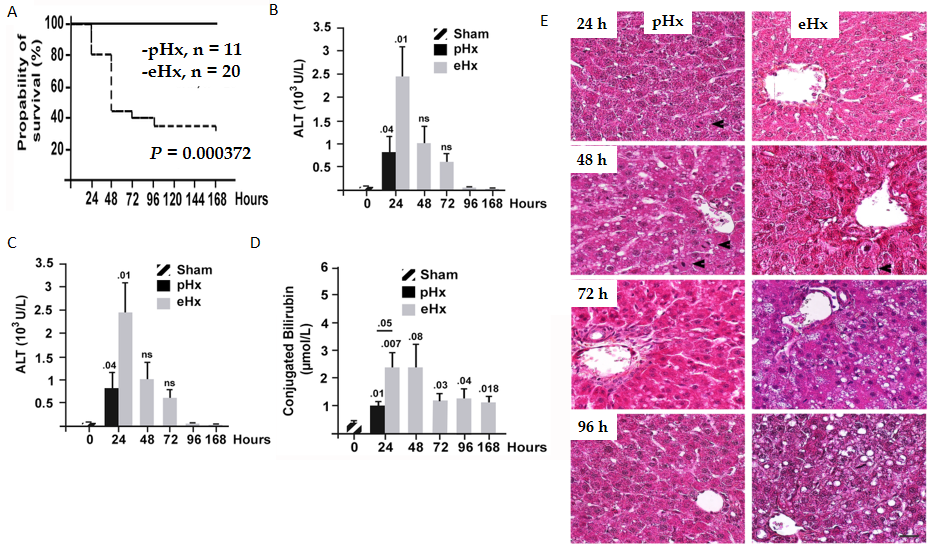 A
Propability of
survival (%)
100
80
60
40
20
-pHx, n = 11
-eHx, n = 20
P = 0.000372
24 48 72 96 120 144 168 Hours
B
ALT (10³ U/L)
3.5
3
2.5
2
1.5
1
0.5
Sham
pHx
eHx
.01
.04
ns
ns
0 24 48 72 96 168 Hours
C
ALT (10³ U/L)
3.5
3
2.5
2
1.5
1
0.5
Sham
pHx
eHx
.01
.04
ns
ns
0 24 48 72 96 168 Hours
D
Conjugated Bilirubin
(µmol/L)
6
5
4
2
1
Sham
pHx
eHx
.05
.007
.08
.01
.03
.04
.018
0 24 48 72 96 168 Hours
E
24 h pHx eHx
48 h
72 h
96 h